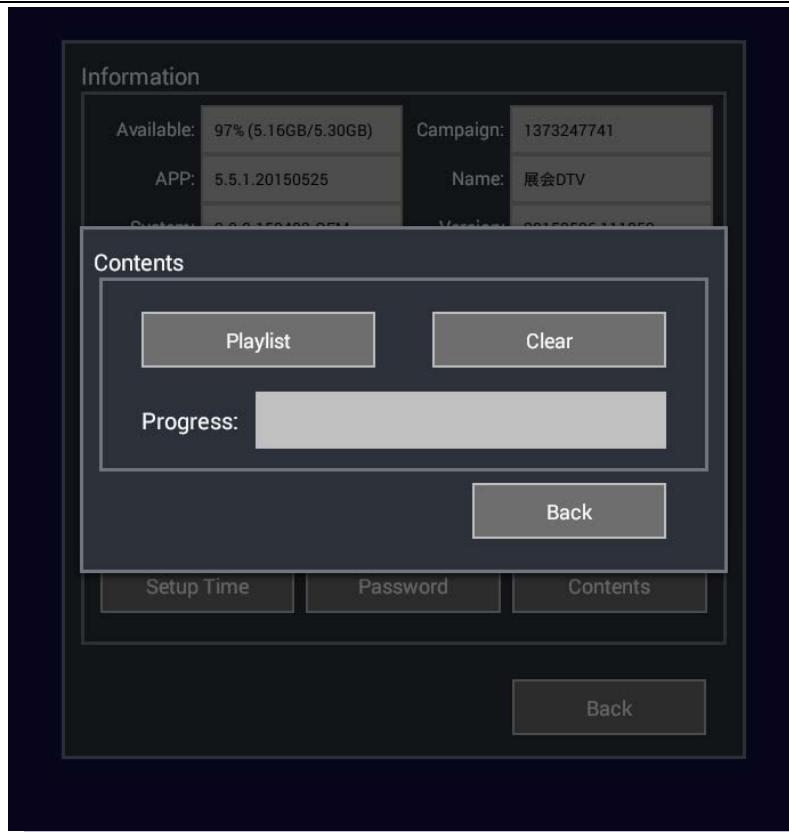 Information
Available: 97% (5.16GB/5.30GB) Campaign: 1373247741
APP: 5.5.1.20150525 Name: 展会DTV
Contents
Playlist Clear
Progress:
Back
Setup Time Password Contents
Back